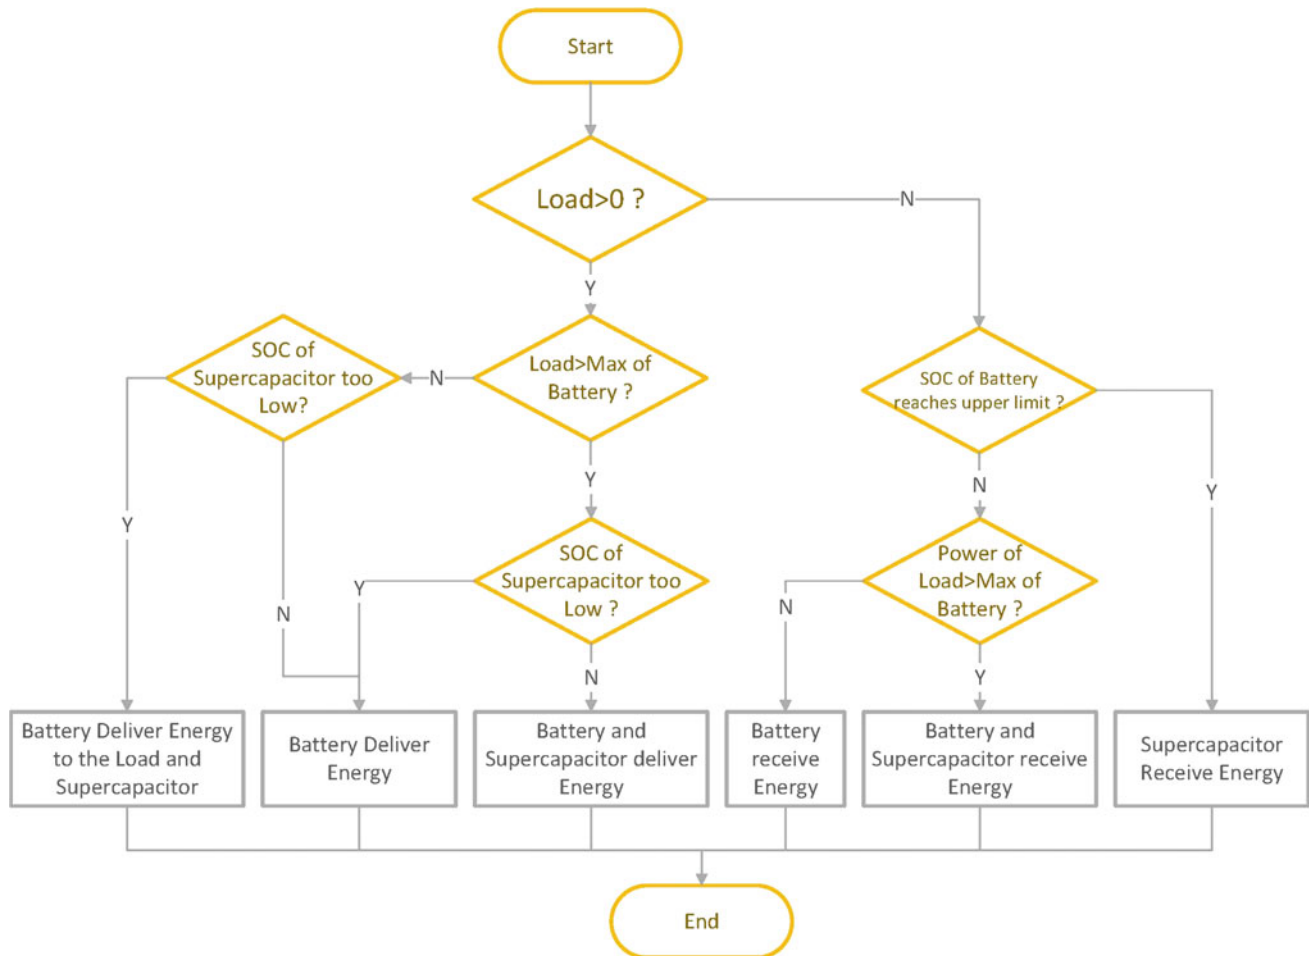 Start
Load>0 ?
N
Y
SOC of
Supercapacitor too
Low?
N
Load>Max of
Battery ?
SOC of Battery
reaches upper limit ?
Y
N
Y
Y
N
Y
SOC of
Supercapacitor too
Low ?
Power of
Load>Max of
Battery ?
N
N
N
Y
Battery Deliver Energy
to the Load and
Supercapacitor
Battery Deliver
Energy
Battery and
Supercapacitor deliver
Energy
Battery
receive
Energy
Battery and
Supercapacitor receive
Energy
Supercapacitor
Receive Energy
End